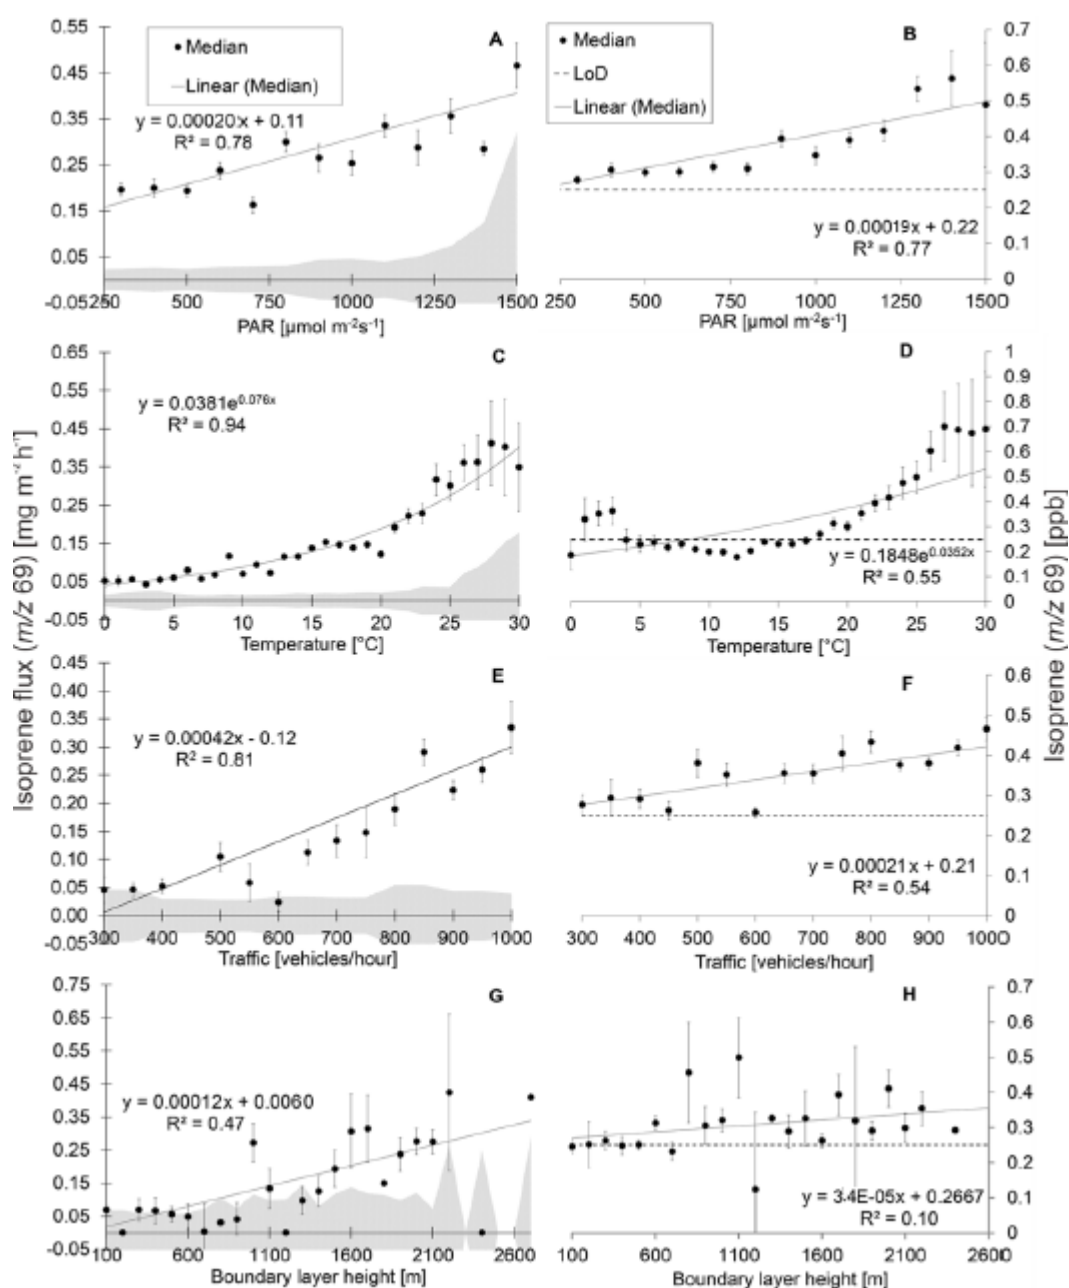 A
Median
Linear (Median)
y = 0.00020x + 0.11
R² = 0.78
0.55
0.45
0.35
0.25
0.15
0.05
-0.05
250 500 750 1000 1250 1500
PAR [µmol m⁻²s⁻¹]
B
Median
LoD
Linear (Median)
y = 0.00019x + 0.22
R² = 0.77
0.7
0.6
0.5
0.4
0.3
0.2
0.1
0
250 500 750 1000 1250 1500
PAR [µmol m⁻²s⁻¹]
C
y = 0.0381e^0.076x
R² = 0.94
0.65
0.55
0.45
0.35
0.25
0.15
0.05
-0.05
0 5 10 15 20 25 30
Temperature [°C]
D
y = 0.1848e^0.0352x
R² = 0.55
1
0.9
0.8
0.7
0.6
0.5
0.4
0.3
0.2
0.1
0
0 5 10 15 20 25 30
Temperature [°C]
Isoprene flux (m/z 69) [mg m⁻² h⁻¹]
Isoprene (m/z 69) [ppb]
E
y = 0.00042x - 0.12
R² = 0.81
0.45
0.40
0.35
0.30
0.25
0.20
0.15
0.10
0.05
0.00
-0.05
300 400 500 600 700 800 900 1000
Traffic [vehicles/hour]
F
y = 0.00021x + 0.21
R² = 0.54
0.6
0.5
0.4
0.3
0.2
0.1
0
300 400 500 600 700 800 900 1000
Traffic [vehicles/hour]
G
y = 0.00012x + 0.0060
R² = 0.47
0.75
0.65
0.55
0.45
0.35
0.25
0.15
0.05
-0.05
100 600 1100 1600 2100 2600
Boundary layer height [m]
H
y = 3.4E-05x + 0.2667
R² = 0.10
0.7
0.6
0.5
0.4
0.3
0.2
0.1
0
100 600 1100 1600 2100 2600
Boundary layer height [m]